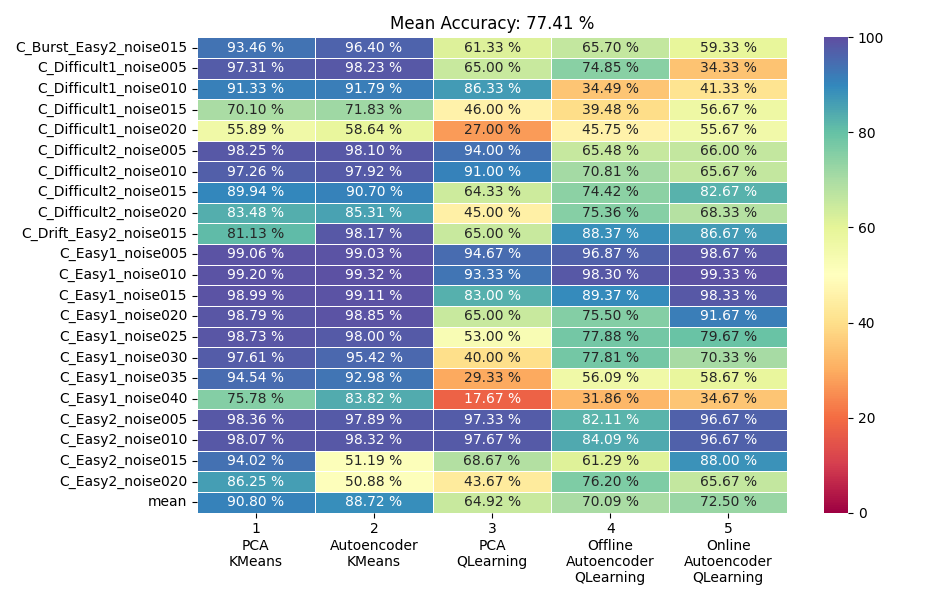 Mean Accuracy: 77.41 %
C_Burst_Easy2_noise015 93.46 % 96.40 % 61.33 % 65.70 % 59.33 % 100
C_Difficult1_noise005 97.31 % 98.23 % 65.00 % 74.85 % 34.33 %
C_Difficult1_noise010 91.33 % 91.79 % 86.33 % 34.49 % 41.33 %
C_Difficult1_noise015 70.10 % 71.83 % 46.00 % 39.48 % 56.67 %
C_Difficult1_noise020 55.89 % 58.64 % 27.00 % 45.75 % 55.67 % 80
C_Difficult2_noise005 98.25 % 98.10 % 94.00 % 65.48 % 66.00 %
C_Difficult2_noise010 97.26 % 97.92 % 91.00 % 70.81 % 65.67 %
C_Difficult2_noise015 89.94 % 90.70 % 64.33 % 74.42 % 82.67 %
C_Difficult2_noise020 83.48 % 85.31 % 45.00 % 75.36 % 68.33 %
C_Drift_Easy2_noise015 81.13 % 98.17 % 65.00 % 88.37 % 86.67 % 60
C_Easy1_noise005 99.06 % 99.03 % 94.67 % 96.87 % 98.67 %
C_Easy1_noise010 99.20 % 99.32 % 93.33 % 98.30 % 99.33 %
C_Easy1_noise015 98.99 % 99.11 % 83.00 % 89.37 % 98.33 %
C_Easy1_noise020 98.79 % 98.85 % 65.00 % 75.50 % 91.67 % 40
C_Easy1_noise025 98.73 % 98.00 % 53.00 % 77.88 % 79.67 %
C_Easy1_noise030 97.61 % 95.42 % 40.00 % 77.81 % 70.33 %
C_Easy1_noise035 94.54 % 92.98 % 29.33 % 56.09 % 58.67 %
C_Easy1_noise040 75.78 % 83.82 % 17.67 % 31.86 % 34.67 %
C_Easy2_noise005 98.36 % 97.89 % 97.33 % 82.11 % 96.67 % 20
C_Easy2_noise010 98.07 % 98.32 % 97.67 % 84.09 % 96.67 %
C_Easy2_noise015 94.02 % 51.19 % 68.67 % 61.29 % 88.00 %
C_Easy2_noise020 86.25 % 50.88 % 43.67 % 76.20 % 65.67 %
mean 90.80 % 88.72 % 64.92 % 70.09 % 72.50 % 0
1 2 3 4 5
PCA Autoencoder PCA Offline Online
KMeans KMeans QLearning Autoencoder Autoencoder
QLearning QLearning